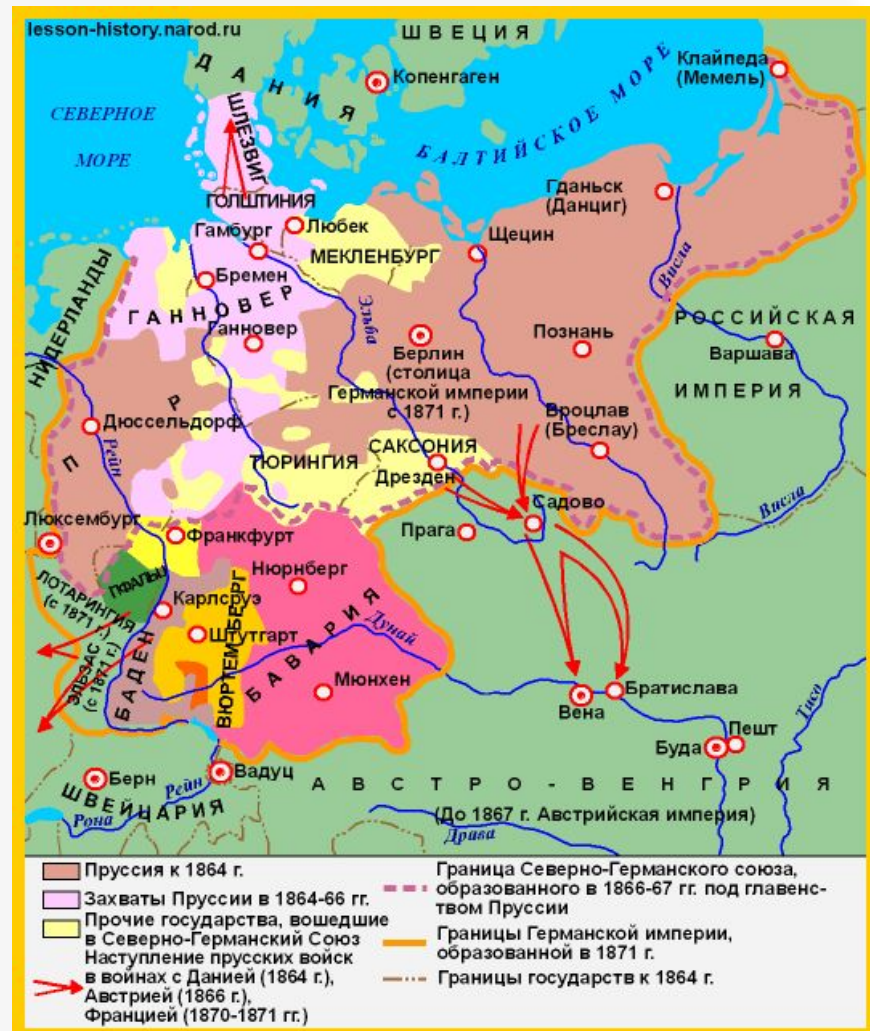 lesson-history.narod.ru
ШВЕЦИЯ
ДАНИЯ
Копенгаген
Клайпеда
(Мемель)
СЕВЕРНОЕ
МОРЕ
ШЛЕЗВИГ
БАЛТИЙСКОЕ МОРЕ
ГОЛШТИНИЯ
Гданьск
(Данциг)
Любек
Гамбург
МЕКЛЕНБУРГ
Щецин
Висла
Бремен
НИДЕРЛАНДЫ
ГАННОВЕР
Ганновер
Эльба
РОССИЙСКАЯ
ИМПЕРИЯ
Варшава
Познань
Берлин
(столица
Германской империи
с 1871 г.)
П Р
Дюссельдорф
Рейн
Вроцлав
(Бреслау)
САКСОНИЯ
ТЮРИНГИЯ
Дрезден
Садово
Висла
Прага
Люксембург
Франкфурт
ПФАЛЬЦ
Нюрнберг
ЛОТАРИНГИЯ
(с 1871 г.)
Карлсруэ
ЭЛЬЗАС
(с 1871 г.)
БАДЕН
Штутгарт
ВЮРТЕМБЕРГ
БАВАРИЯ
Дунай
Мюнхен
Вена
Братислава
Тисо
Буда
Пешт
Берн
Рейн
Вадуц
ШВЕЙЦАРИЯ
Рона
АВСТРО-ВЕНГРИЯ
(До 1867 г. Австрийская империя)
Драва
Пруссия к 1864 г.
Захваты Пруссии в 1864-66 гг.
Прочие государства, вошедшие
в Северно-Германский Союз
Наступление прусских войск
в войнах с Данией (1864 г.),
Австрией (1866 г.),
Францией (1870-1871 гг.)
Граница Северно-Германского союза,
образованного в 1866-67 гг. под главенс-
твом Пруссии
Границы Германской империи,
образованной в 1871 г.
Границы государств к 1864 г.